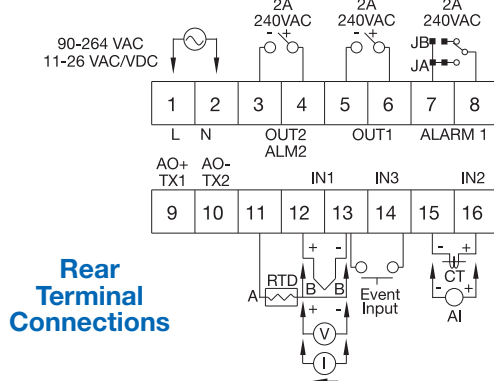 2A 2A 2A
240VAC 240VAC 240VAC
90-264 VAC
11-26 VAC/VDC
- + - + JB
JA
1 2 3 4 5 6 7 8
L N OUT2 OUT1 ALARM 1
ALM2
AO+ AO-
TX1 TX2 IN1 IN3 IN2
9 10 11 12 13 14 15 16
+ - - +
CT
RTD
A B B Event
Input
+ - - +
AI
V
I
Rear
Terminal
Connections